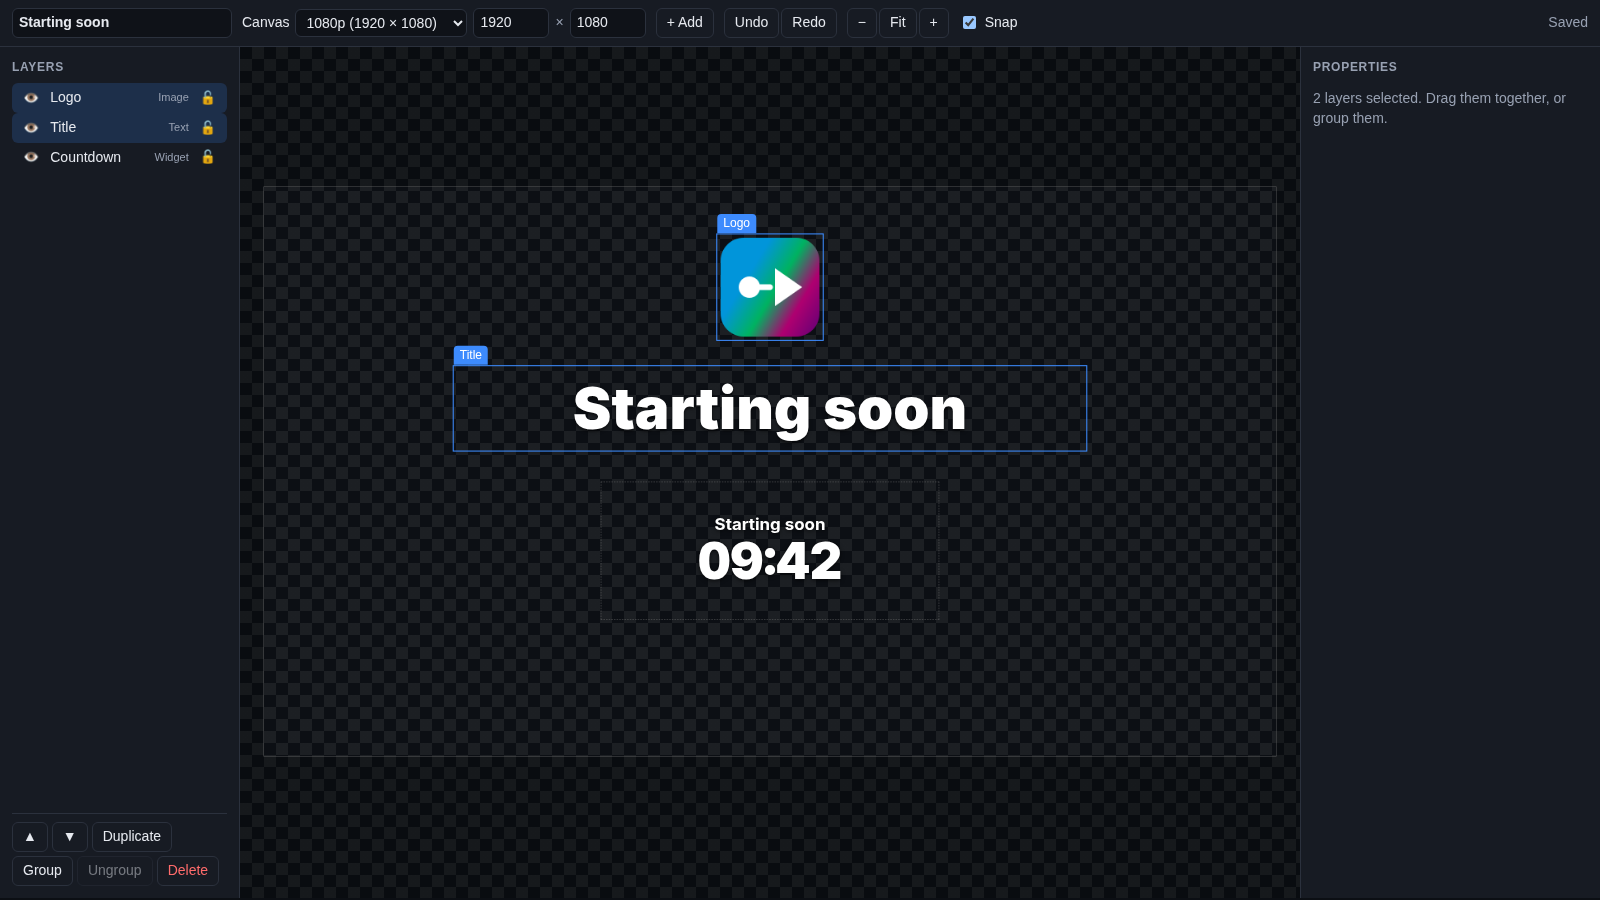 Starting soon
Canvas 1080p (1920 × 1080) 1920 × 1080 + Add Undo Redo − Fit + Snap Saved
LAYERS
Logo Image
Title Text
Countdown Widget
▲ ▼ Duplicate
Group Ungroup Delete
Logo
Title
Starting soon
Starting soon
09:42
PROPERTIES
2 layers selected. Drag them together, or
group them.